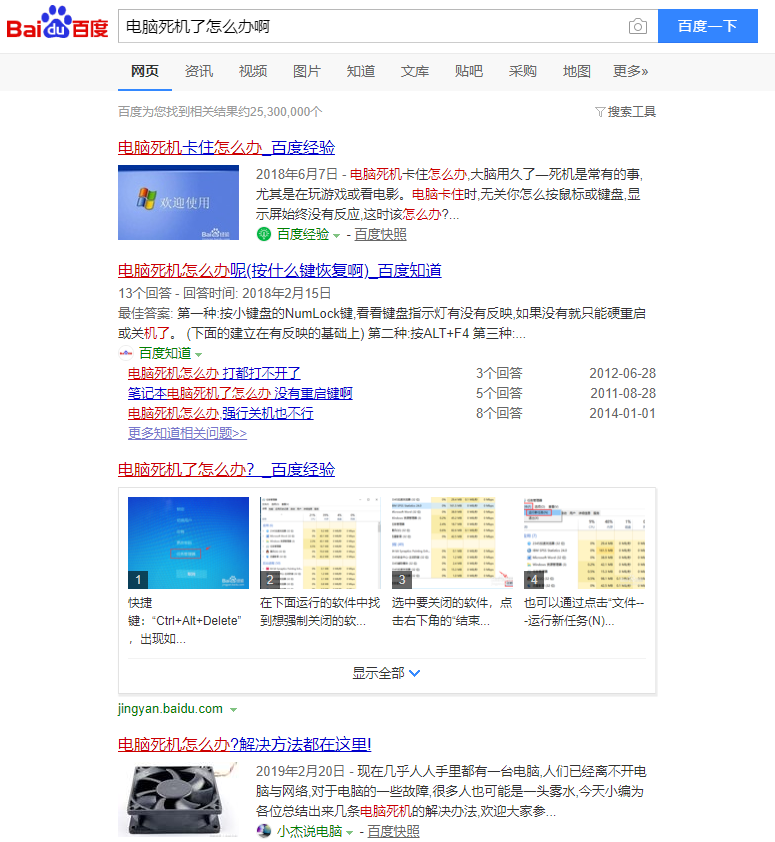 Bai du 百度
电脑死机了怎么办啊
百度一下
网页 资讯 视频 图片 知道 文库 贴吧 采购 地图 更多»
百度为您找到相关结果约25,300,000个
搜索工具
电脑死机卡住怎么办_百度经验
欢迎使用
2018年6月7日 - 电脑死机卡住怎么办,大脑用久了—死机是常有的事,
尤其是在玩游戏或看电影。电脑卡住时,无关你怎么按鼠标或键盘,显
示屏始终没有反应,这时该怎么办?...
百度经验 - 百度快照
电脑死机怎么办呢(按什么键恢复啊)_百度知道
13个回答 - 回答时间: 2018年2月15日
最佳答案: 第一种:按小键盘的NumLock键,看看键盘指示灯有没有反映,如果没有就只能硬重启
或关机了。 (下面的建立在有反映的基础上) 第二种:按ALT+F4 第三种:...
百度知道
电脑死机怎么办 打都打不开了 3个回答 2012-06-28
笔记本电脑死机了怎么办 没有重启键啊 5个回答 2011-08-28
电脑死机怎么办,强行关机也不行 8个回答 2014-01-01
更多知道相关问题>>
电脑死机了怎么办? _百度经验
1 2 3 4
快捷
键：“Ctrl+Alt+Delete”
，出现如...
在下面运行的软件中找
到想强制关闭的软...
选中要关闭的软件，点
击右下角的“结束...
也可以通过点击“文件--
-运行新任务(N)...
显示全部
jingyan.baidu.com
电脑死机怎么办?解决方法都在这里!
2019年2月20日 - 现在几乎人人手里都有一台电脑,人们已经离不开电
脑与网络,对于电脑的一些故障,很多人也可能是一头雾水,今天小编为
各位总结出来几条电脑死机的解决办法,欢迎大家参...
小杰说电脑 - 百度快照